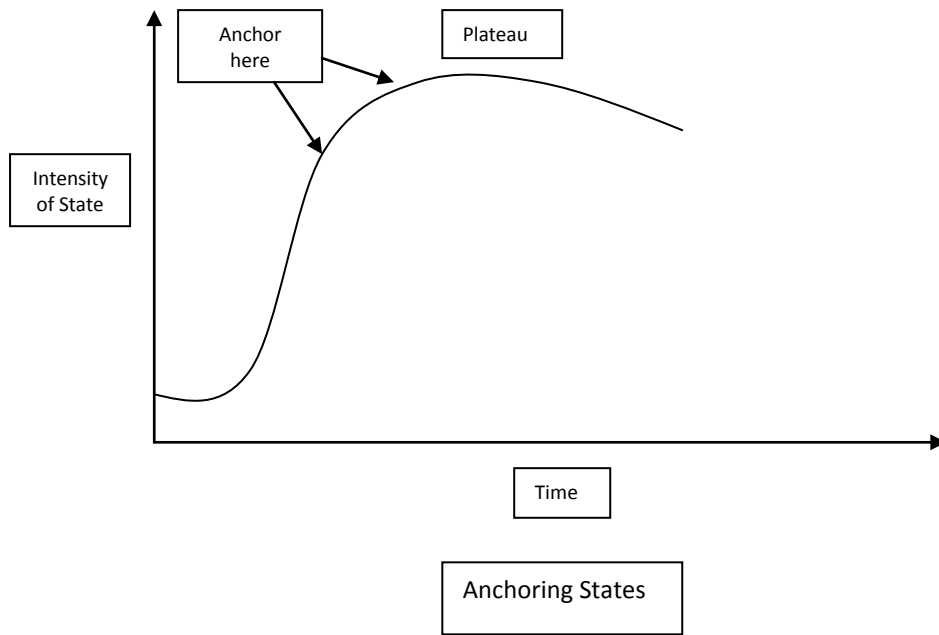 Anchor
here
Plateau
Intensity
of State
Time
Anchoring States